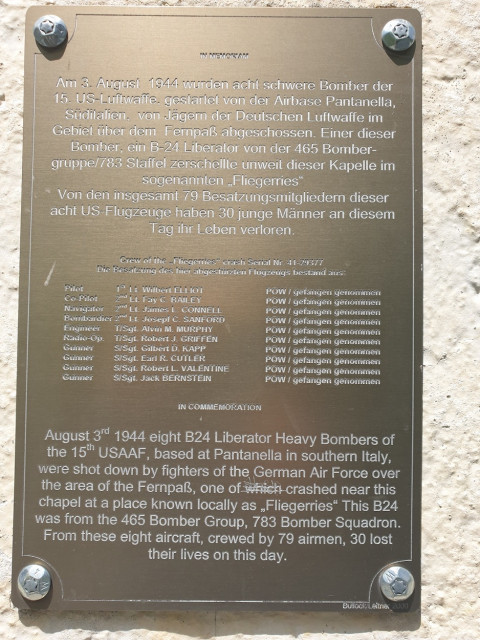 IN MEMORIAM
Am 3. August 1944 wurden acht schwere Bomber der
15. US-Luftwaffe, gestartet von der Airbase Pantanella,
Süditalien, von Jägern der Deutschen Luftwaffe im
Gebiet über dem Fernpaß abgeschossen. Einer dieser
Bomber, ein B-24 Liberator von der 465 Bomber-
gruppe/783 Staffel zerschellte unweit dieser Kapelle im
sogenannten „Fliegerries“
Von den insgesamt 79 Besatzungsmitgliedern dieser
acht US-Flugzeuge haben 30 junge Männer an diesem
Tag ihr Leben verloren.
Crew of the „Fliegerries“ crash Serial Nr. 41-29377
Die Besatzung des hier abgestürzten Flugzeugs bestand aus:
Pilot 1st Lt. Wilbert ELLIOT POW / gefangen genommen
Co-Pilot 2nd Lt. Fay C. BAILEY POW / gefangen genommen
Navigator 2nd Lt. James L. CONNELL POW / gefangen genommen
Bombardier 2nd Lt. Joseph C. SANFORD POW / gefangen genommen
Engineer T/Sgt. Alvin M. MURPHY POW / gefangen genommen
Radio-Op. T/Sgt. Robert J. GRIFFEN POW / gefangen genommen
Gunner S/Sgt. Gilbert D. KAPP POW / gefangen genommen
Gunner S/Sgt. Earl R. CUTLER POW / gefangen genommen
Gunner S/Sgt. Robert L. VALENTINE POW / gefangen genommen
Gunner S/Sgt. Jack BERNSTEIN POW / gefangen genommen
IN COMMEMORATION
August 3rd 1944 eight B24 Liberator Heavy Bombers of
the 15th USAAF, based at Pantanella in southern Italy,
were shot down by fighters of the German Air Force over
the area of the Fernpaß, one of which crashed near this
chapel at a place known locally as „Fliegerries“ This B24
was from the 465 Bomber Group, 783 Bomber Squadron.
From these eight aircraft, crewed by 79 airmen, 30 lost
their lives on this day.